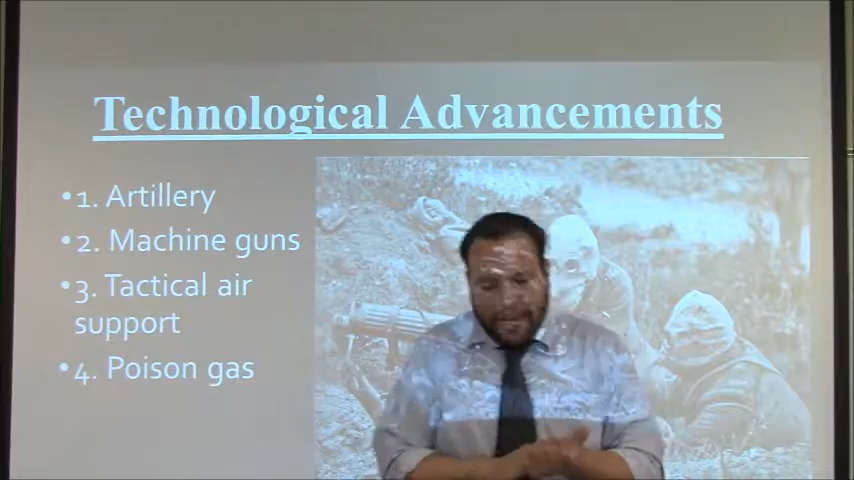 Technological Advancements
•1. Artillery
•2. Machine guns
•3. Tactical air
support
•4. Poison gas